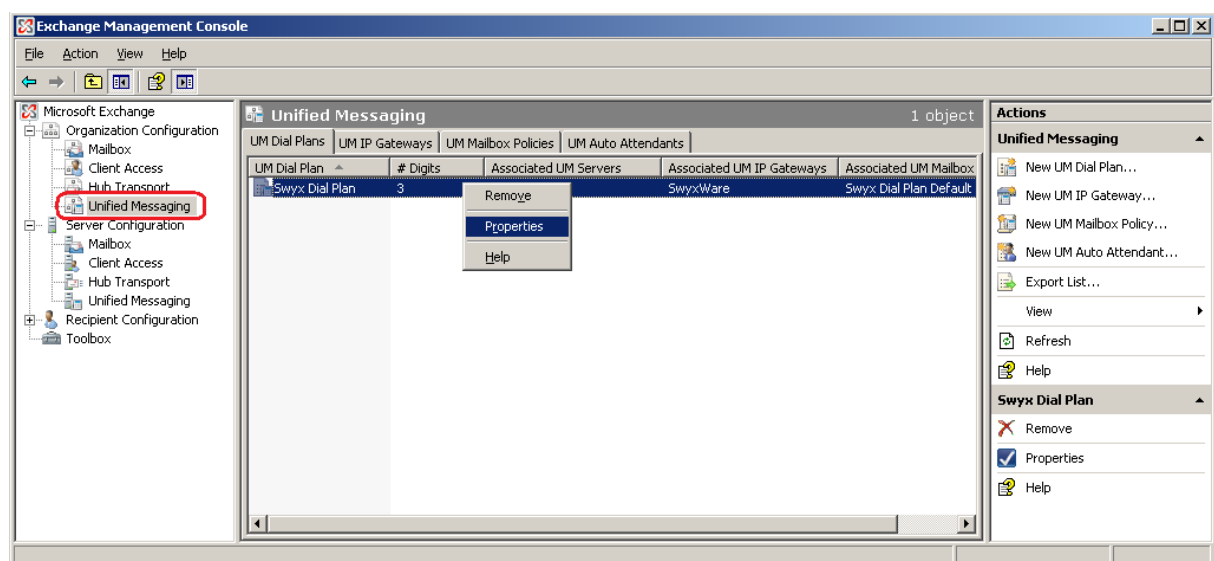 Exchange Management Console
File Action View Help
Microsoft Exchange
Organization Configuration
Mailbox
Client Access
Hub Transport
Unified Messaging
Server Configuration
Mailbox
Client Access
Hub Transport
Unified Messaging
Recipient Configuration
Toolbox
Unified Messaging 1 object
UM Dial Plans UM IP Gateways UM Mailbox Policies UM Auto Attendants
UM Dial Plan # Digits Associated UM Servers Associated UM IP Gateways Associated UM Mailbox
Swyx Dial Plan 3 SwyxWare Swyx Dial Plan Default
Remove
Properties
Help
Actions
Unified Messaging
New UM Dial Plan...
New UM IP Gateway...
New UM Mailbox Policy...
New UM Auto Attendant...
Export List...
View
Refresh
Help
Swyx Dial Plan
Remove
Properties
Help